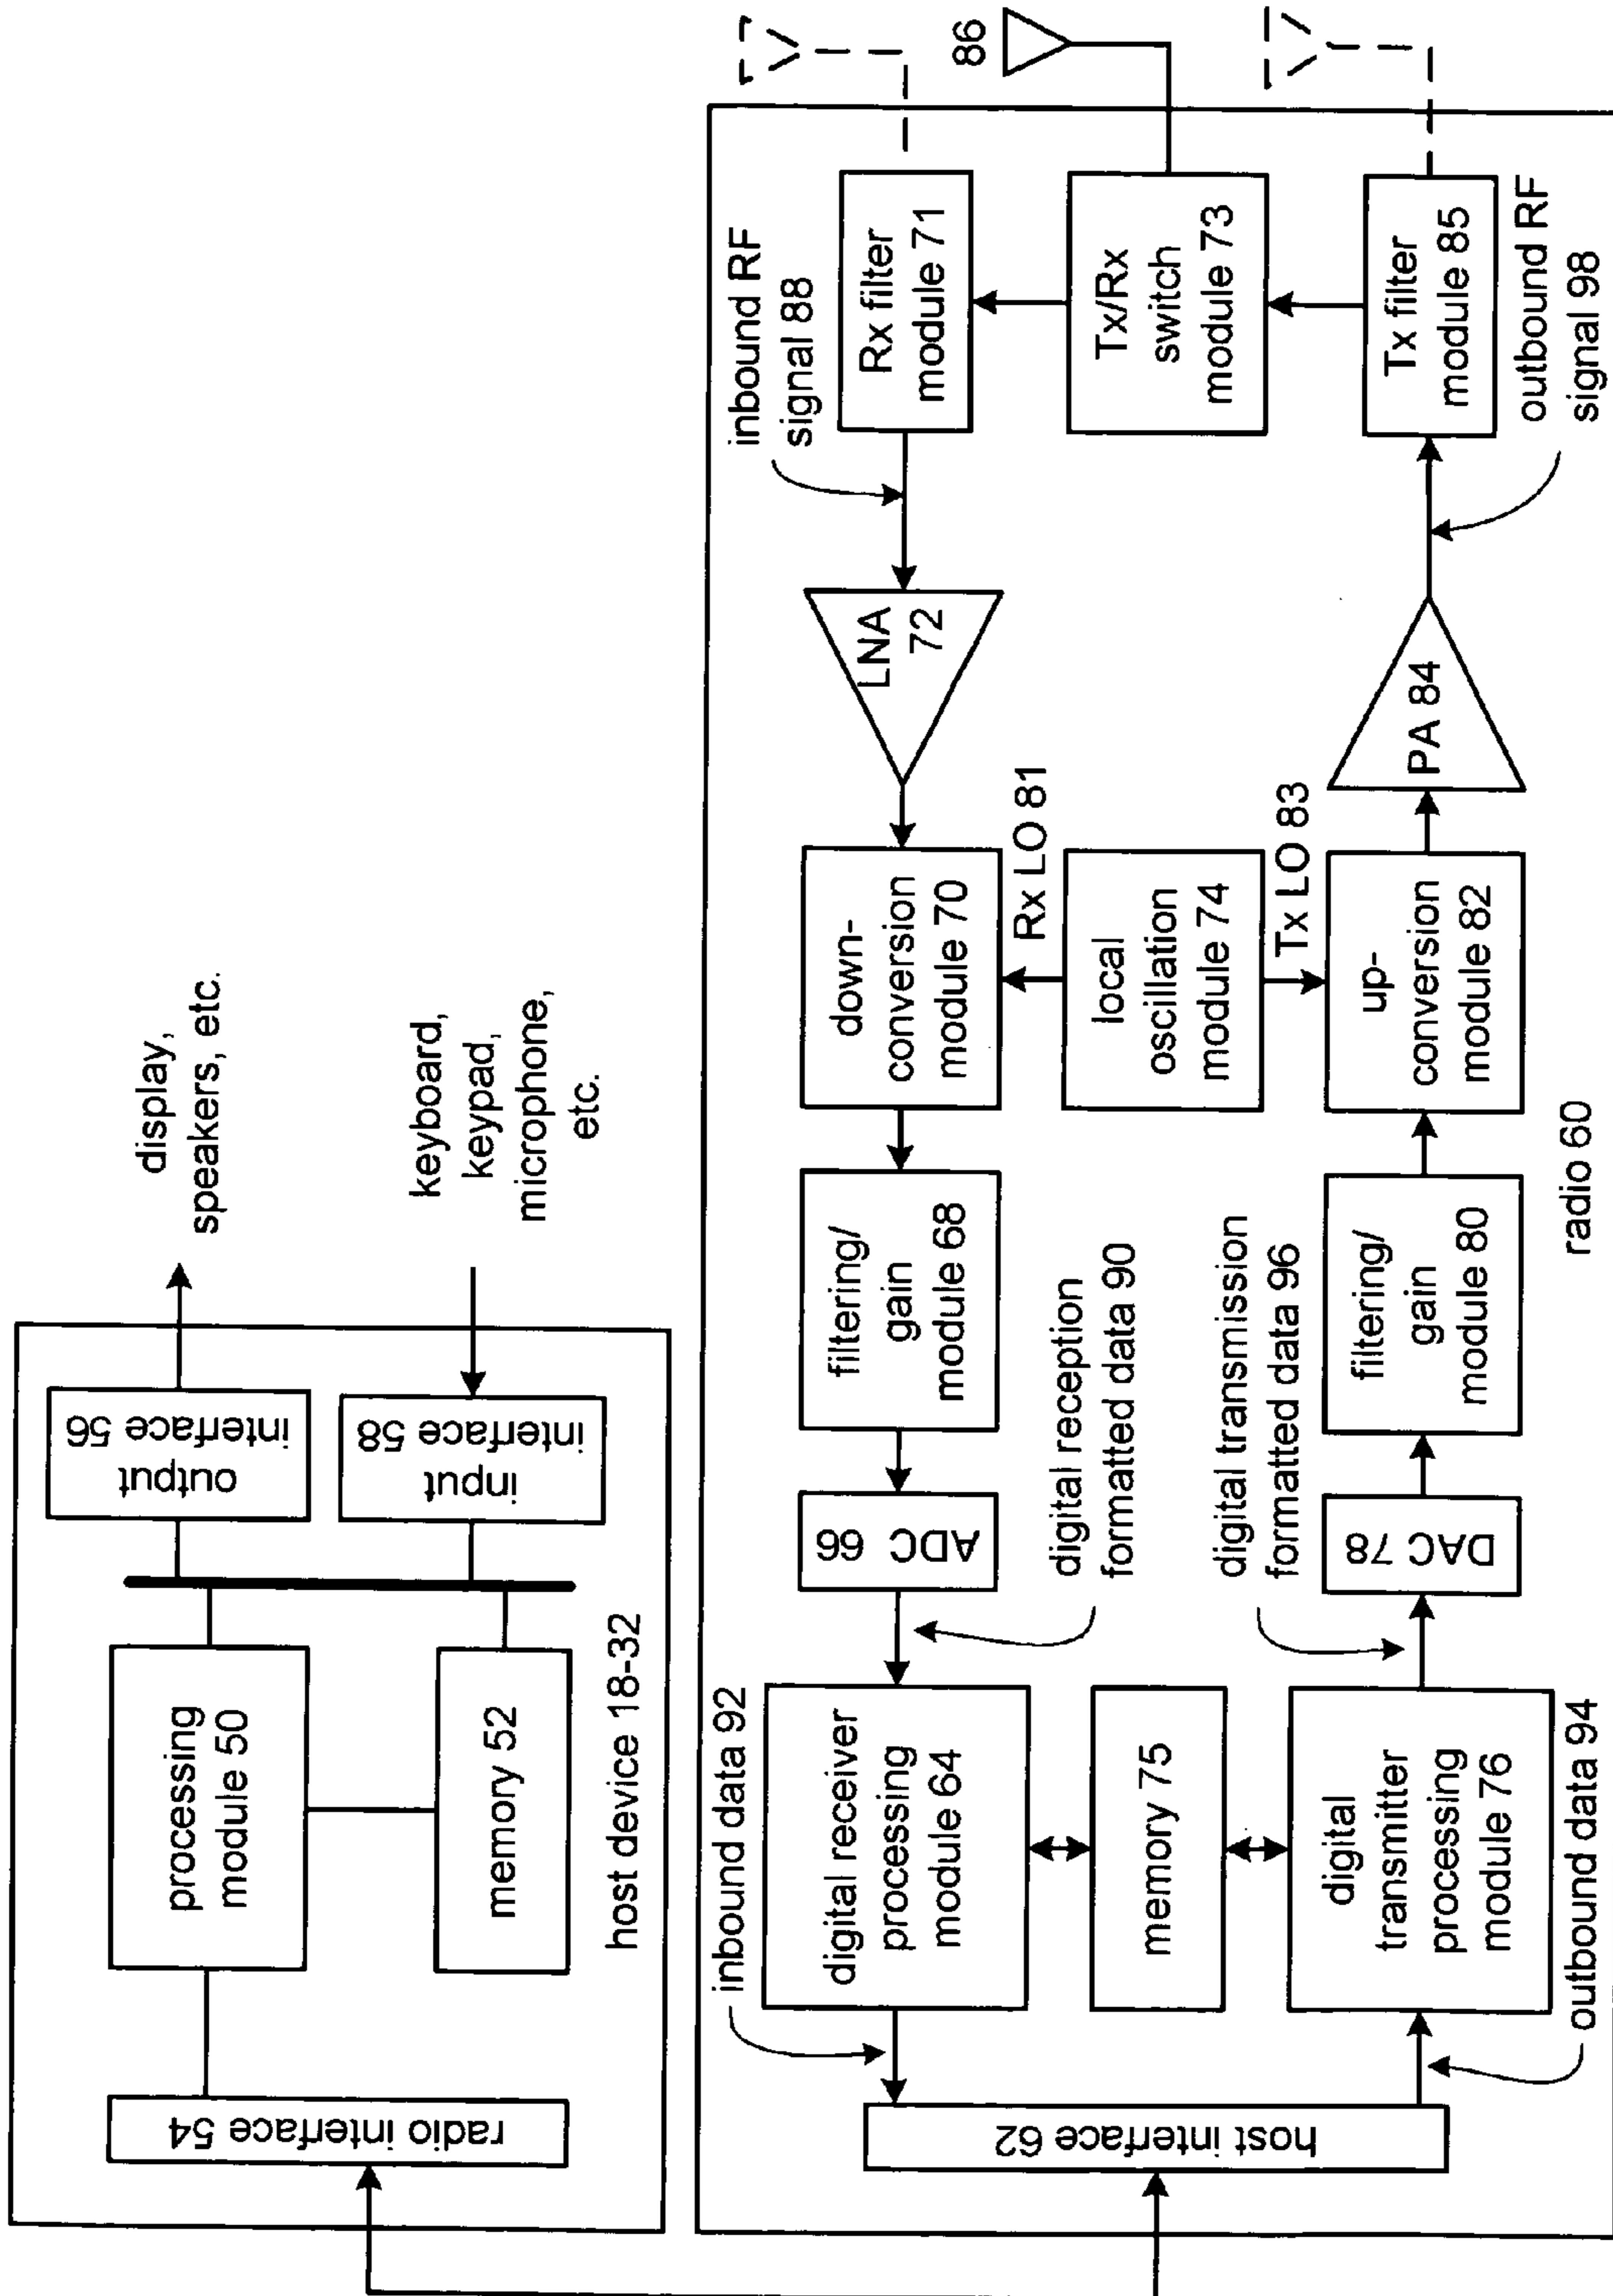 radio interface 54
processing
module 50
memory 52
host device 18-32
output
interface 56
input
interface 58
display,
speakers, etc.
keyboard,
keypad,
microphone,
etc.
host interface 62
inbound data 92
digital receiver
processing
module 64
memory 75
digital
transmitter
processing
module 76
outbound data 94
ADC 66
digital reception
formatted data 90
digital transmission
formatted data 96
DAC 78
filtering/
gain
module 68
filtering/
gain
module 80
radio 60
down-
conversion
module 70
Rx LO 81
local
oscillation
module 74
Tx LO 83
up-
conversion
module 82
LNA
72
PA 84
inbound RF
signal 88
Rx filter
module 71
Tx/Rx
switch
module 73
Tx filter
module 85
outbound RF
signal 98
86